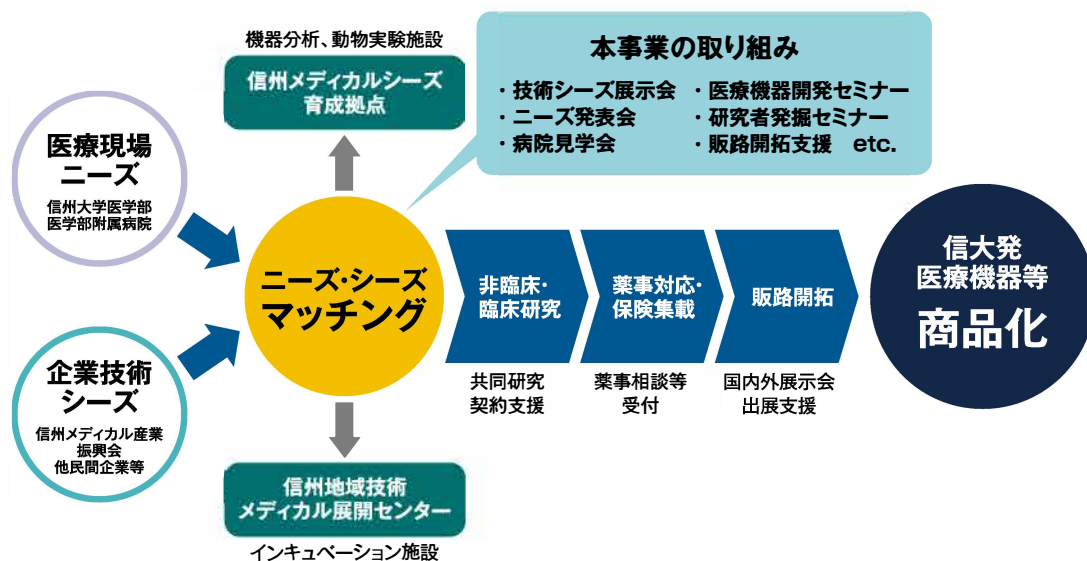 機器分析、動物実験施設
信州メディカルシーズ
育成拠点
本事業の取り組み
・技術シーズ展示会
・ニーズ発表会
・病院見学会
・医療機器開発セミナー
・研究者発掘セミナー
・販路開拓支援 etc.
医療現場
ニーズ
信州大学医学部
医学部附属病院
企業技術
シーズ
信州メディカル産業
振興会
他民間企業等
ニーズ・シーズ
マッチング
非臨床・
臨床研究
共同研究
契約支援
薬事対応・
保険集載
薬事相談等
受付
販路開拓
国内外展示会
出展支援
信大発
医療機器等
商品化
信州地域技術
メディカル展開センター
インキュベーション施設